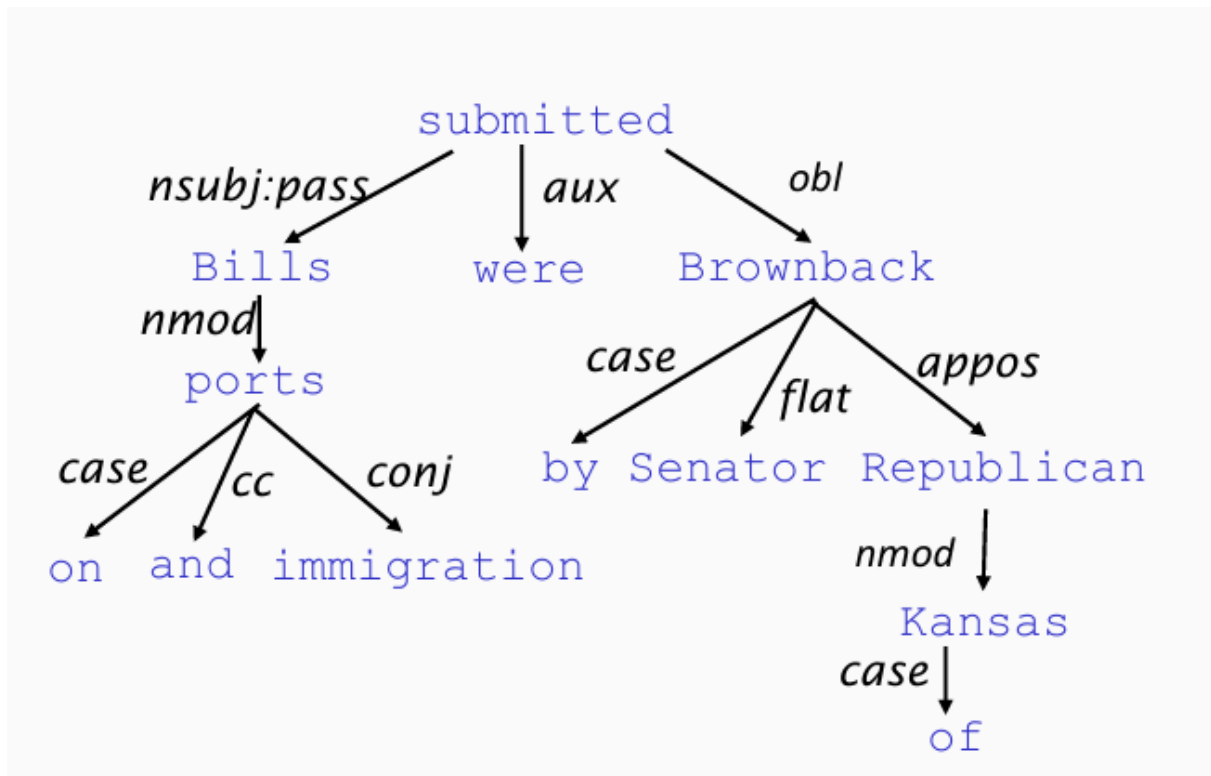 submitted
nsubj:pass aux obl
Bills were Brownback
nmod
ports
case flat appos
case cc conj
by Senator Republican
on and immigration
nmod
Kansas
case
of